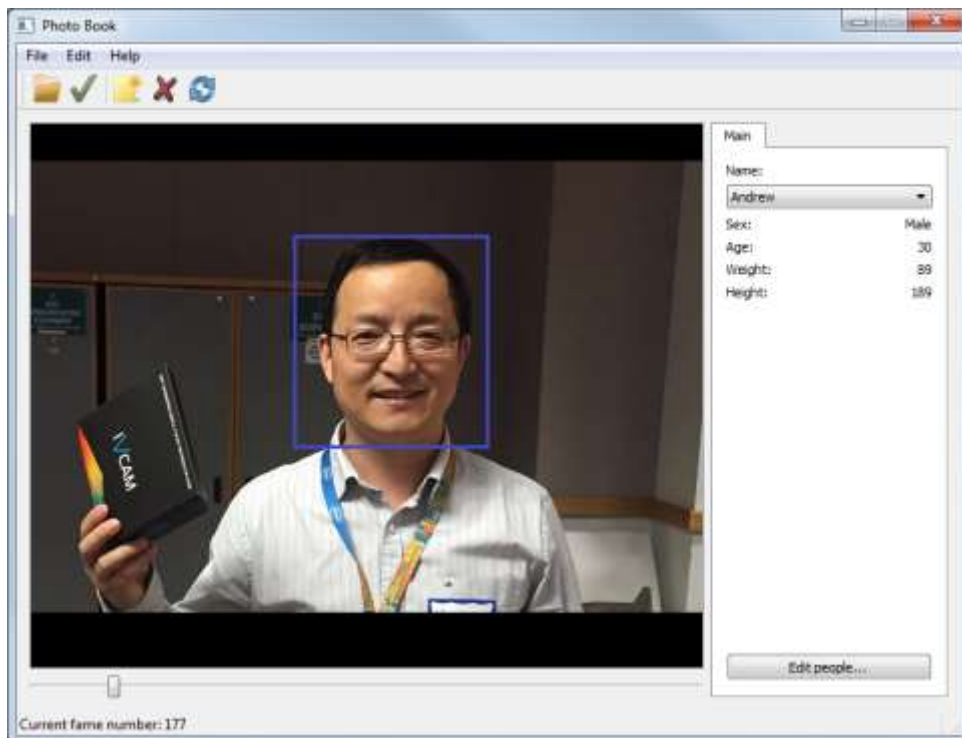 Photo Book
File Edit Help
Main
Name:
Andrew
Sex: Male
Age: 30
Weight: 89
Height: 189
IVCAM
Edit people...
Current fame number: 177